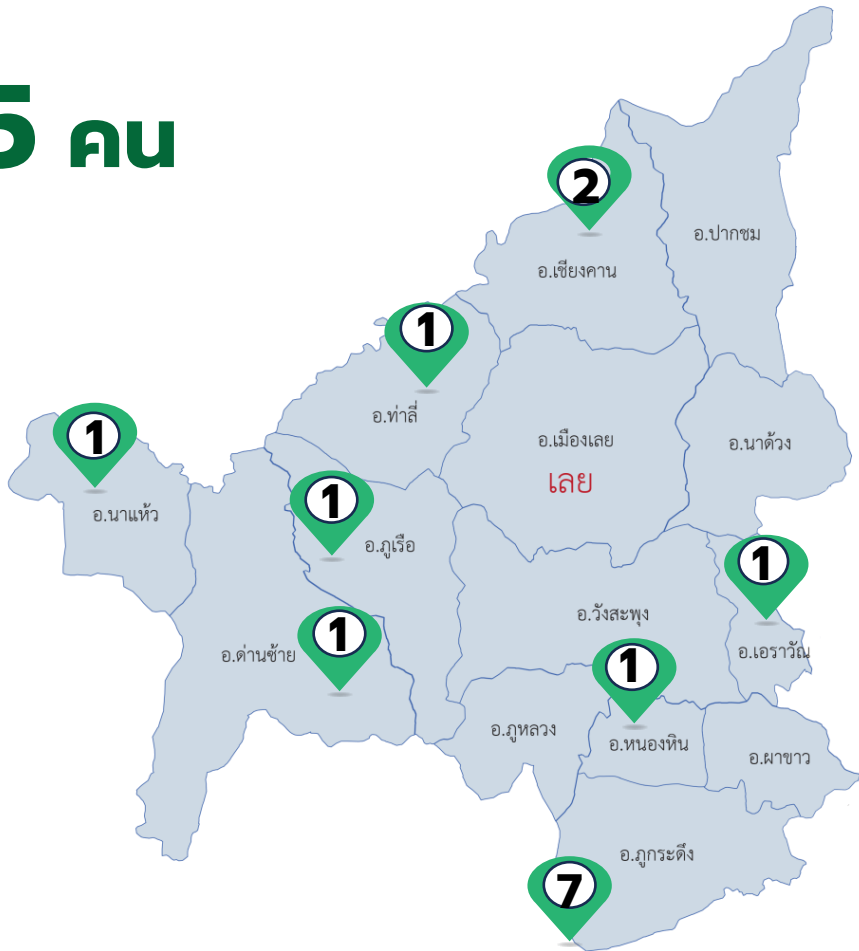 5 คน
2
อ.ปากชม
อ.เชียงคาน
1
อ.ท่าลี่
1
อ.เมืองเลย
อ.นาด้วง
เลย
1
อ.นาแห้ว
อ.ภูเรือ
1
อ.วังสะพุง
1
อ.ด่านซ้าย
อ.เอราวัณ
1
อ.ภูหลวง
อ.หนองหิน
อ.ผาขาว
อ.ภูกระดึง
7